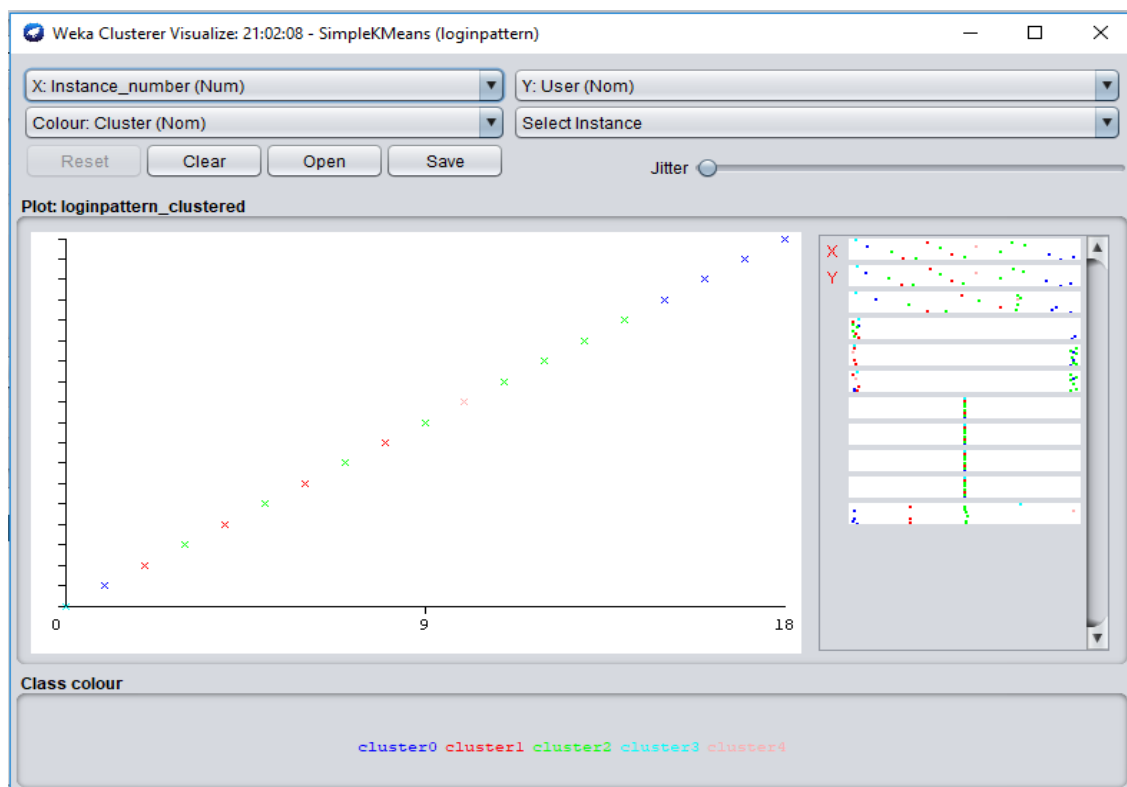 Weka Clusterer Visualize: 21:02:08 - SimpleKMeans (loginpattern)
X: Instance_number (Num) Y: User (Nom)
Colour: Cluster (Nom) Select Instance
Reset Clear Open Save Jitter
Plot: loginpattern_clustered
X
Y
0 9 18
Class colour
cluster0 cluster1 cluster2 cluster3 cluster4